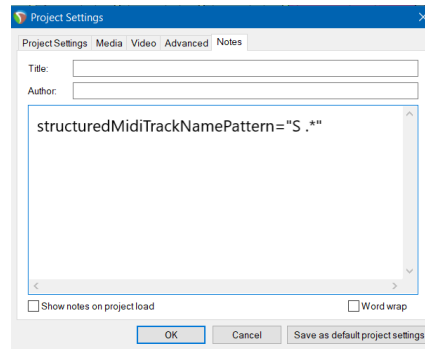 Project Settings
Project Settings Media Video Advanced Notes
Title:
Author:
structuredMidiTrackNamePattern="S .*"
Show notes on project load Word wrap
OK Cancel Save as default project settings